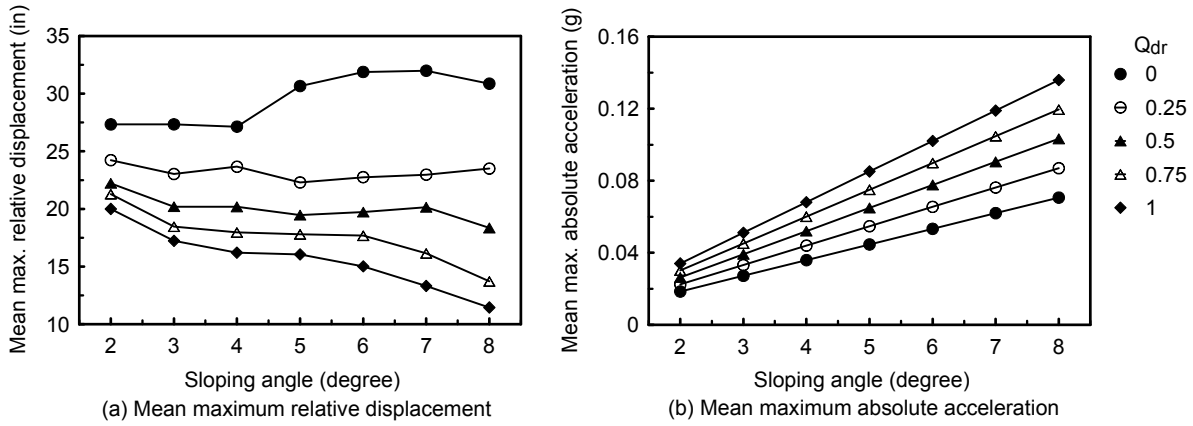 Mean max. relative displacement (in)
35
30
25
20
15
10
2 3 4 5 6 7 8
Sloping angle (degree)
(a) Mean maximum relative displacement
Mean max. absolute acceleration (g)
0.16
0.12
0.08
0.04
0
2 3 4 5 6 7 8
Sloping angle (degree)
(b) Mean maximum absolute acceleration
Qdr
0
0.25
0.5
0.75
1